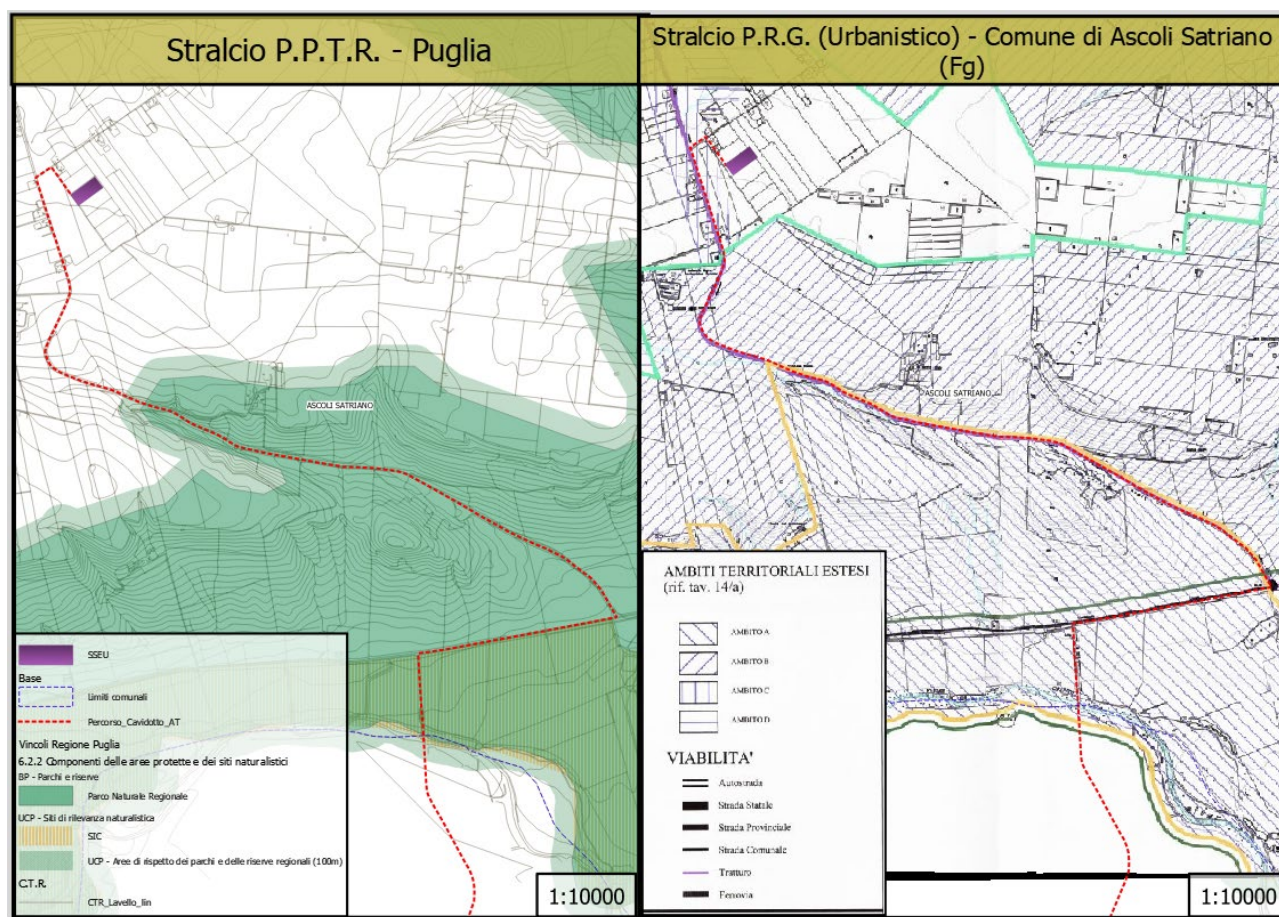 Stralcio P.P.T.R. - Puglia
ASCOLI SATRIANO
SSEU
Base
Limiti comunali
Percorso_Cavidotto_AT
Vincoli Regione Puglia
6.2.2 Componenti delle aree protette e dei siti naturalistici
BP - Parchi e riserve
Parco Naturale Regionale
UCP - Siti di rilevanza naturalistica
SIC
UCP - Aree di rispetto dei parchi e delle riserve regionali (100m)
C.T.R.
CTR_Lavello_lin
1:10000
Stralcio P.R.G. (Urbanistico) - Comune di Ascoli Satriano
(Fg)
ASCOLI SATRIANO
AMBITI TERRITORIALI ESTESI
(rif. tav. 14/a)
AMBITO A
AMBITO B
AMBITO C
AMBITO D
VIABILITA'
Autostrada
Strada Statale
Strada Provinciale
Strada Comunale
Tratturo
Ferrovia
1:10000